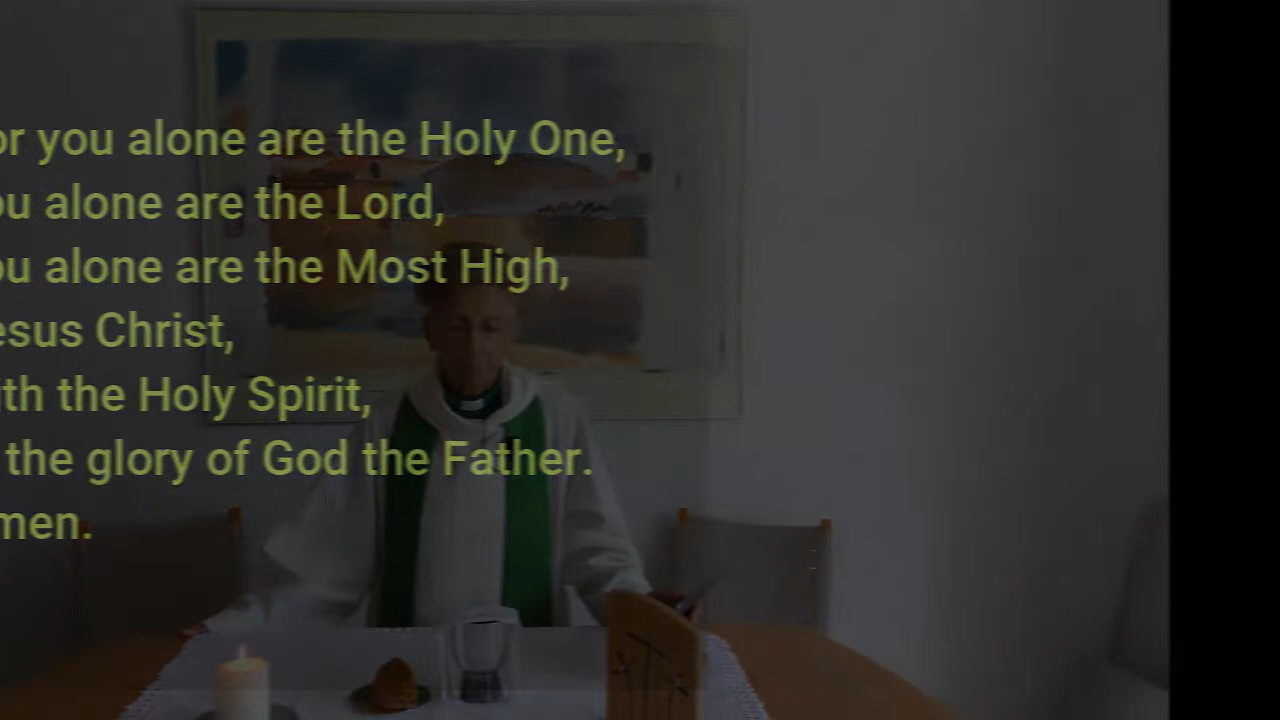 or you alone are the Holy One,
ou alone are the Lord,
ou alone are the Most High,
esus Christ,
ith the Holy Spirit,
the glory of God the Father.
men.